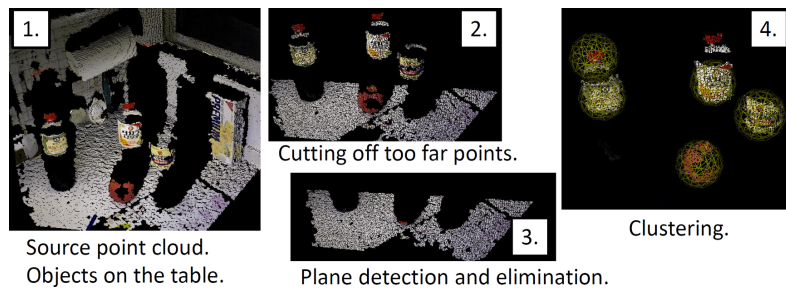 1.
2.
4.
Cutting off too far points.
3.
Source point cloud.
Objects on the table.
Plane detection and elimination.
Clustering.